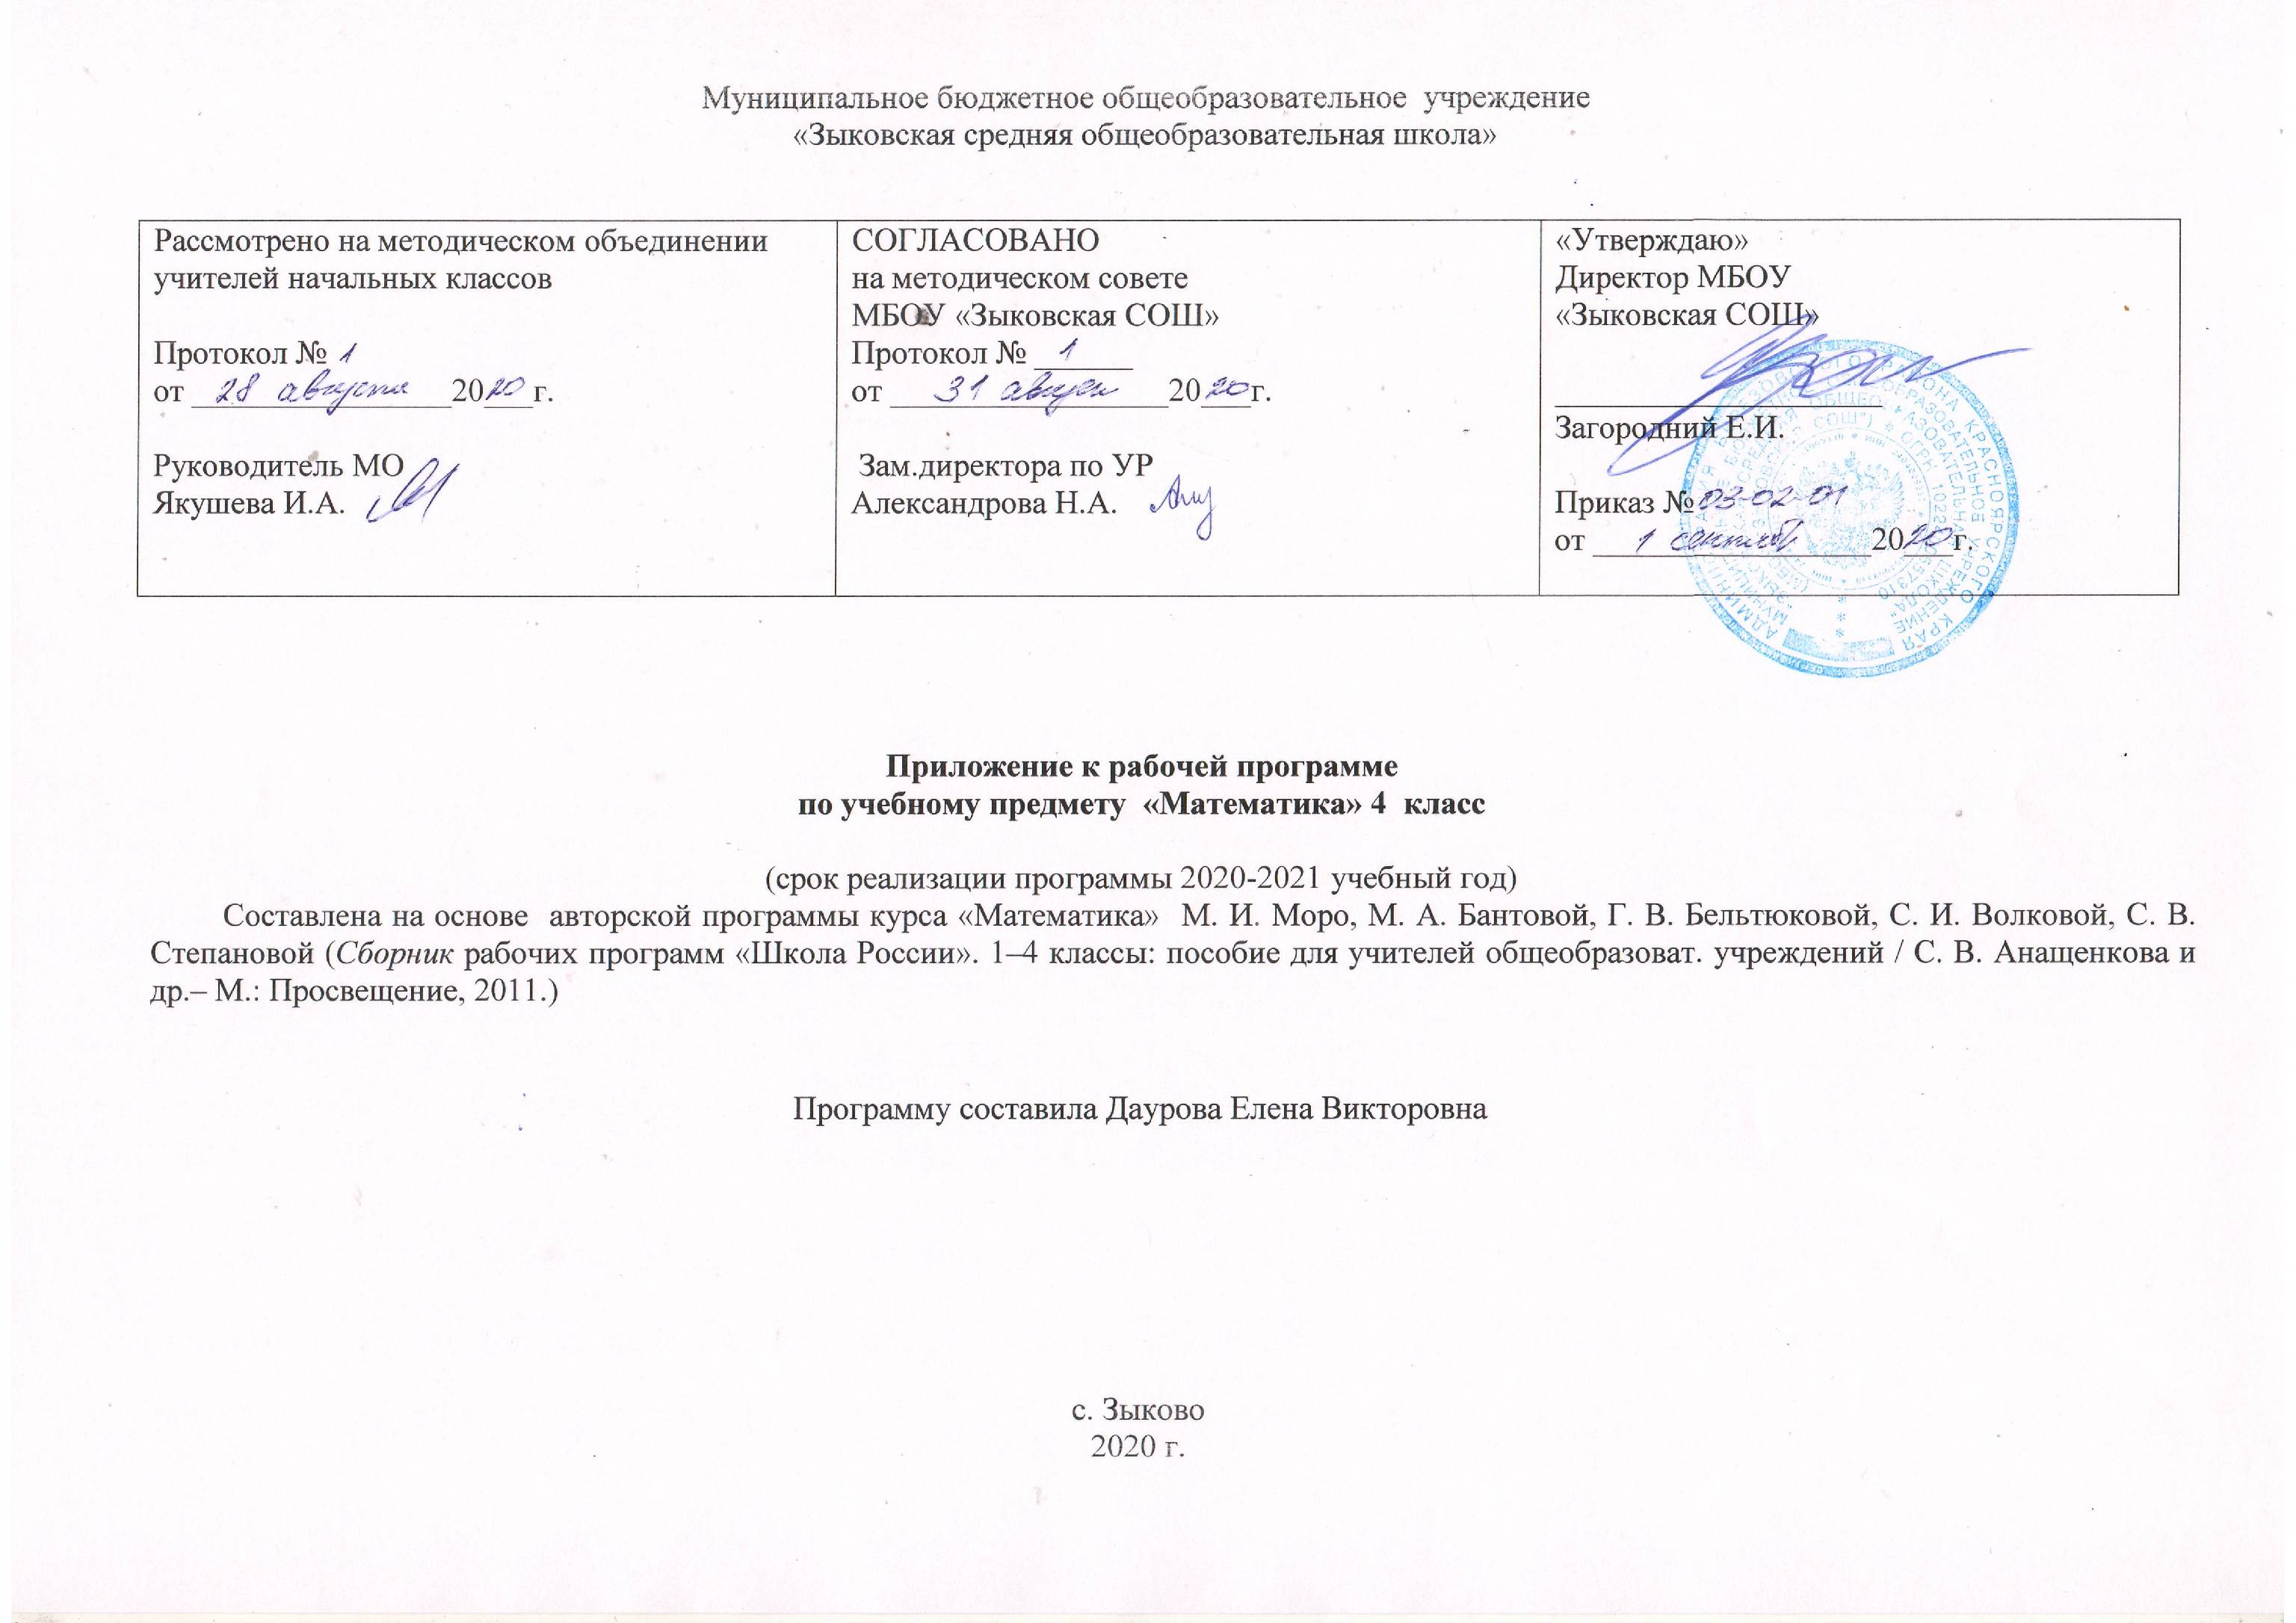 Муниципальное бюджетное общеобразовательное учреждение
«Зыковская средняя общеобразовательная школа»
Рассмотрено на методическом объединении
учителей начальных классов
Протокол № 1
от 28 августа 2020 г.
Руководитель МО
Якушева И.А.
СОГЛАСОВАНО
на методическом совете
МБОУ «Зыковская СОШ»
Протокол № 1
от 31 август 2020 г.
Зам.директора по УР
Александрова Н.А.
«Утверждаю»
Директор МБОУ
«Зыковская СОШ»
Загородний Е.И.
Приказ № 03-02-01
от 1 сентяб 2020 г.
Приложение к рабочей программе
по учебному предмету «Математика» 4 класс
(срок реализации программы 2020-2021 учебный год)
Составлена на основе авторской программы курса «Математика» М. И. Моро, М. А. Бантовой, Г. В. Бельтюковой, С. И. Волковой, С. В.
Степановой (Сборник рабочих программ «Школа России». 1–4 классы: пособие для учителей общеобразоват. учреждений / С. В. Анащенкова и
др.– М.: Просвещение, 2011.)
Программу составила Даурова Елена Викторовна
с. Зыково
2020 г.